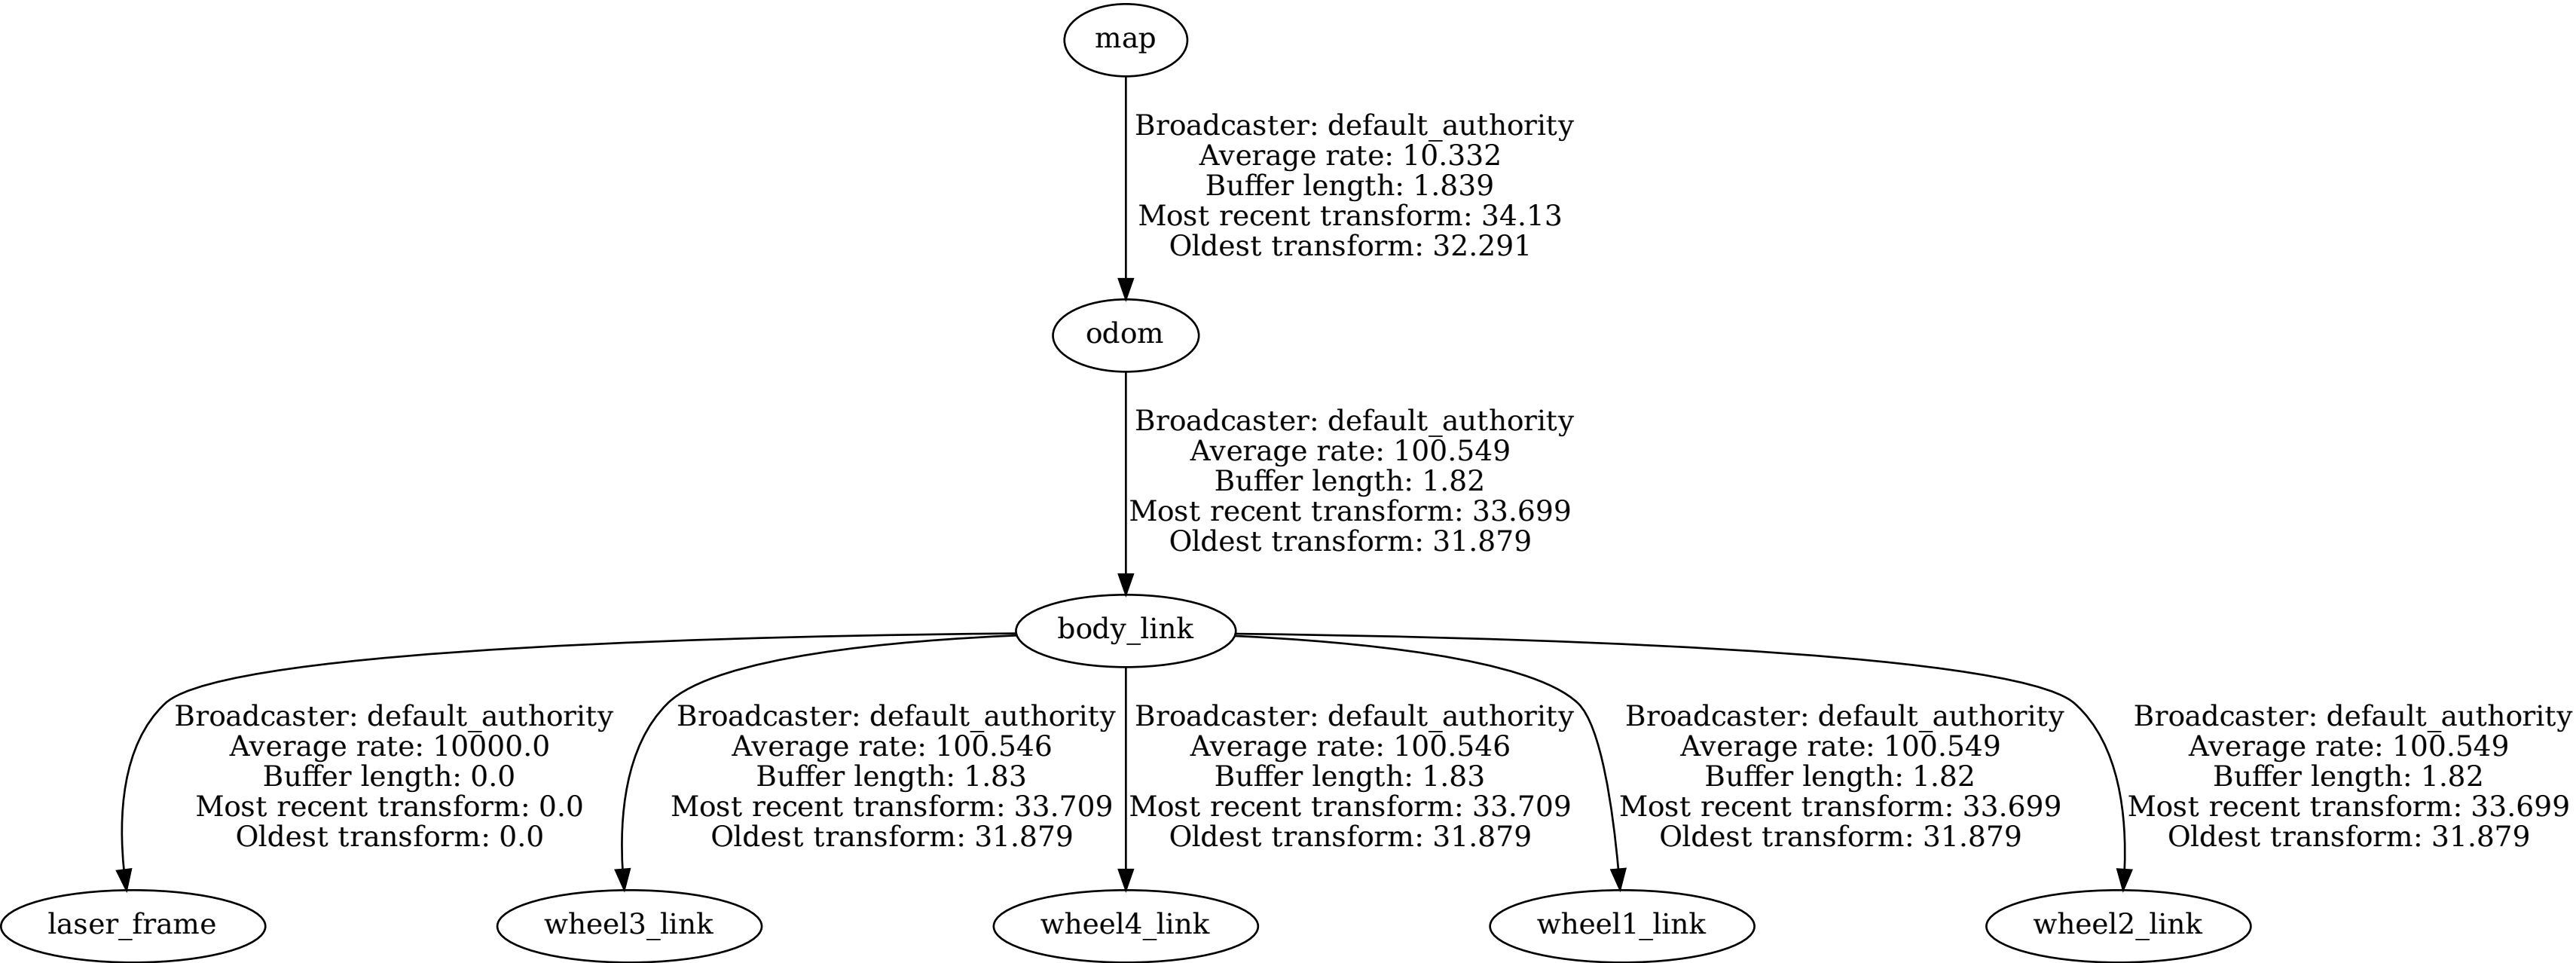 map
Broadcaster: default_authority
Average rate: 10.332
Buffer length: 1.839
Most recent transform: 34.13
Oldest transform: 32.291
odom
Broadcaster: default_authority
Average rate: 100.549
Buffer length: 1.82
Most recent transform: 33.699
Oldest transform: 31.879
body_link
Broadcaster: default_authority
Average rate: 10000.0
Buffer length: 0.0
Most recent transform: 0.0
Oldest transform: 0.0
Broadcaster: default_authority
Average rate: 100.546
Buffer length: 1.83
Most recent transform: 33.709
Oldest transform: 31.879
Broadcaster: default_authority
Average rate: 100.546
Buffer length: 1.83
Most recent transform: 33.709
Oldest transform: 31.879
Broadcaster: default_authority
Average rate: 100.549
Buffer length: 1.82
Most recent transform: 33.699
Oldest transform: 31.879
Broadcaster: default_authority
Average rate: 100.549
Buffer length: 1.82
Most recent transform: 33.699
Oldest transform: 31.879
laser_frame
wheel3_link
wheel4_link
wheel1_link
wheel2_link